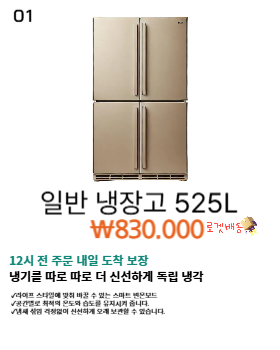 01
일반 냉장고 525L
₩830.000 로켓배송
12시 전 주문 내일 도착 보장
냉기를 따로 따로 더 신선하게 독립 냉각
✓라이프 스타일에 맞춰 바꿀 수 있는 스마트 변온모드
✓공간별로 최적의 온도와 습도를 유지시켜 줍니다.
✓냄새 섞임 걱정없이 신선하게 오래 보관할 수 있습니다.